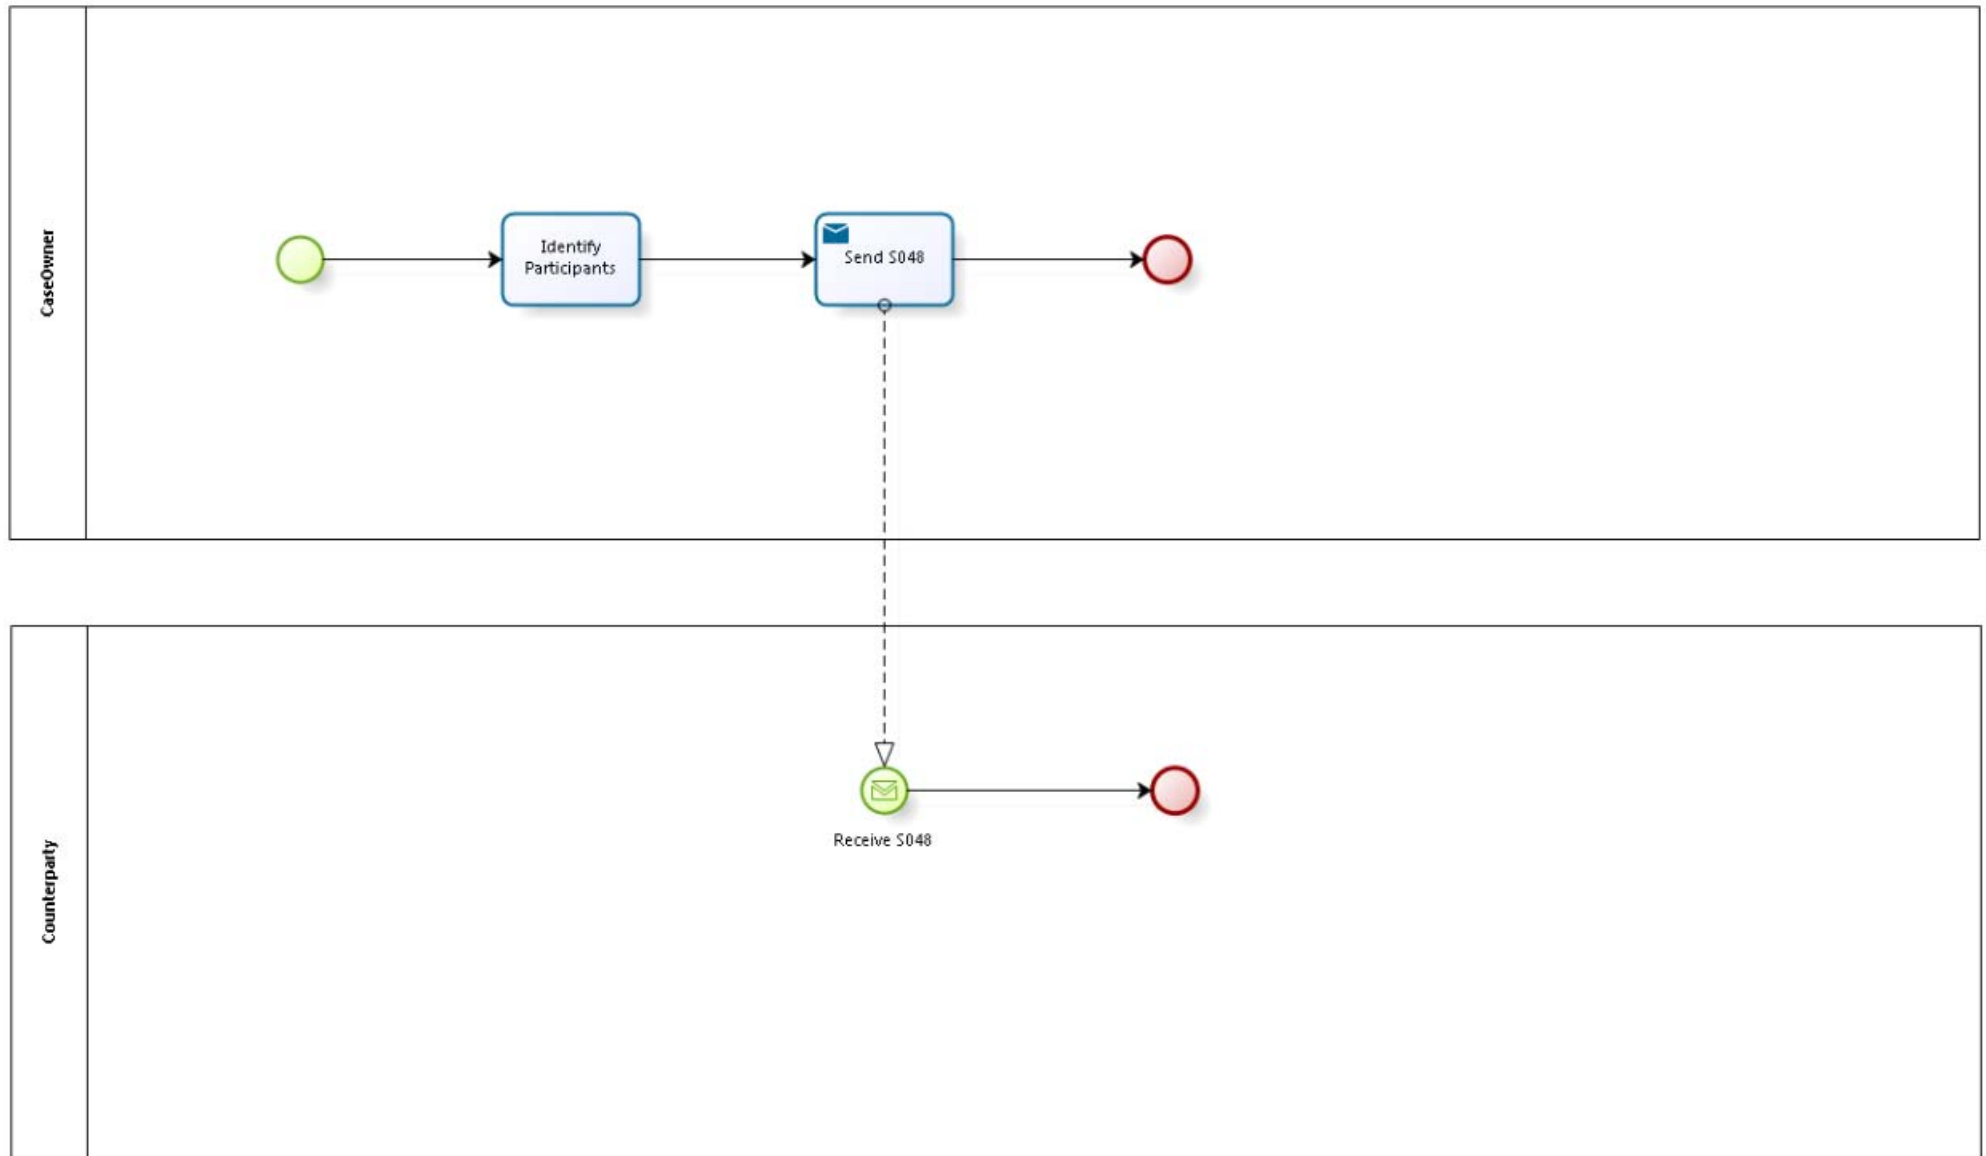 CaseOwner
Identify
Participants
Send S048
Counterparty
Receive S048